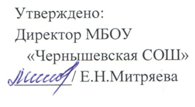 Утверждено:
Директор МБОУ
«Чернышевская СОШ»
Е.Н.Митряева